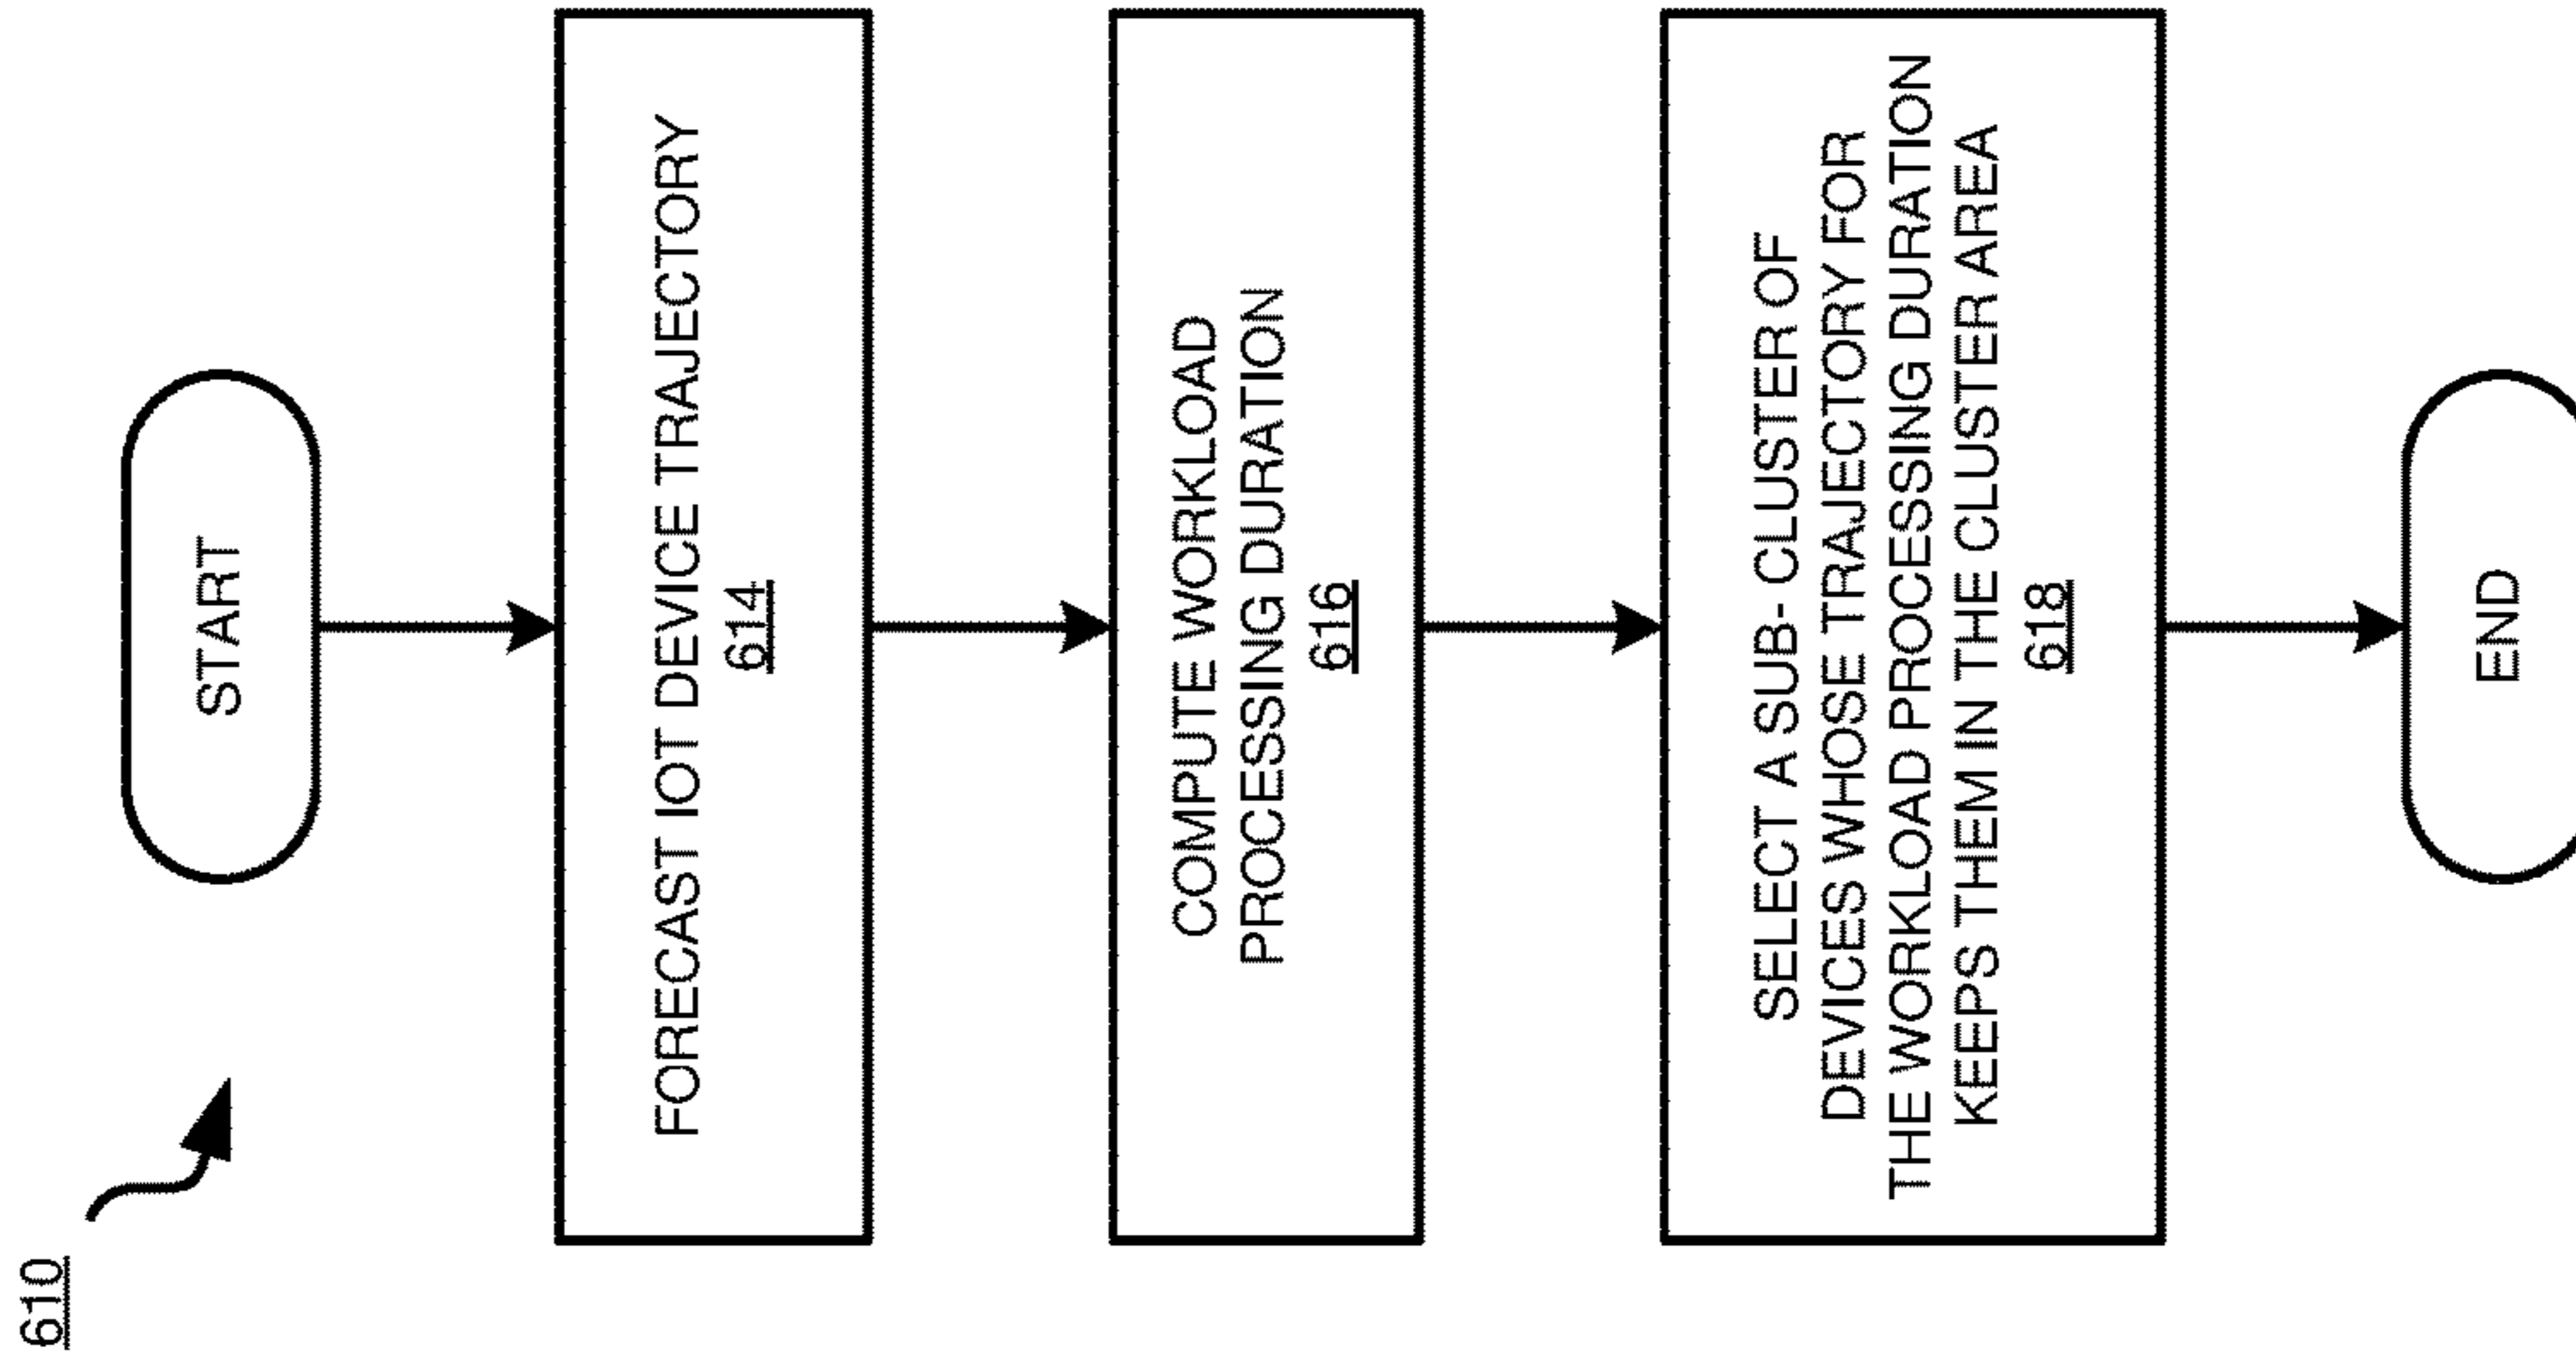 610
START
FORECAST IOT DEVICE TRAJECTORY
614
COMPUTE WORKLOAD
PROCESSING DURATION
616
SELECT A SUB- CLUSTER OF
DEVICES WHOSE TRAJECTORY FOR
THE WORKLOAD PROCESSING DURATION
KEEPS THEM IN THE CLUSTER AREA
618
END